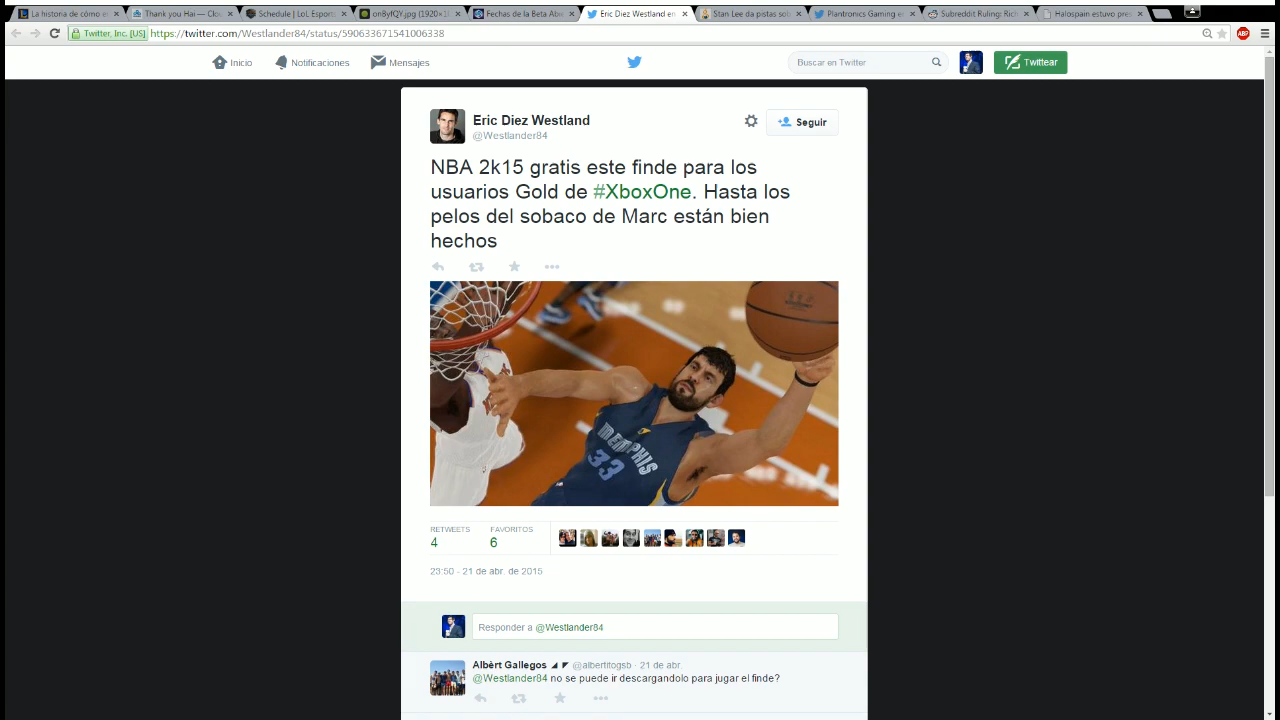 La historia de cómo e
Thank you Hai — Clo
Schedule | LoL Esport
on8yfQY.jpg (1920×1
Fechas de la Beta Abi
Eric Diez Westland en
Stan Lee da pistas sol
Plantronics Gaming e
Subreddit Ruling: Rich
Halospain estuvo pres
Twitter, Inc. [US]
https://twitter.com/Westlander84/status/590633671541006338
ABP
Inicio
Notificaciones
Mensajes
Buscar en Twitter
Twittear
Eric Diez Westland
@Westlander84
Seguir
NBA 2k15 gratis este finde para los
usuarios Gold de #XboxOne. Hasta los
pelos del sobaco de Marc están bien
hechos
MEMPHIS
33
RETWEETS
4
FAVORITOS
6
23:50 - 21 de abr. de 2015
Responder a @Westlander84
Albèrt Gallegos @albertitogsb · 21 de abr.
@Westlander84 no se puede ir descargandolo para jugar el finde?